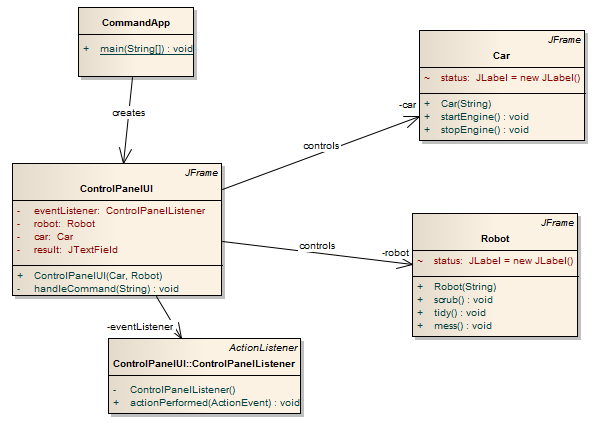 CommandApp
+ main(String[]) : void
creates
JFrame
Car
~ status: JLabel = new JLabel()
+ Car(String)
+ startEngine() : void
+ stopEngine() : void
-car
controls
JFrame
ControlPanelUI
- eventListener: ControlPanelListener
- robot: Robot
- car: Car
- result: JTextField
+ ControlPanelUI(Car, Robot)
- handleCommand(String) : void
controls
-robot
JFrame
Robot
~ status: JLabel = new JLabel()
+ Robot(String)
+ scrub() : void
+ tidy() : void
+ mess() : void
-eventListener
ActionListener
ControlPanelUI::ControlPanelListener
- ControlPanelListener()
+ actionPerformed(ActionEvent) : void